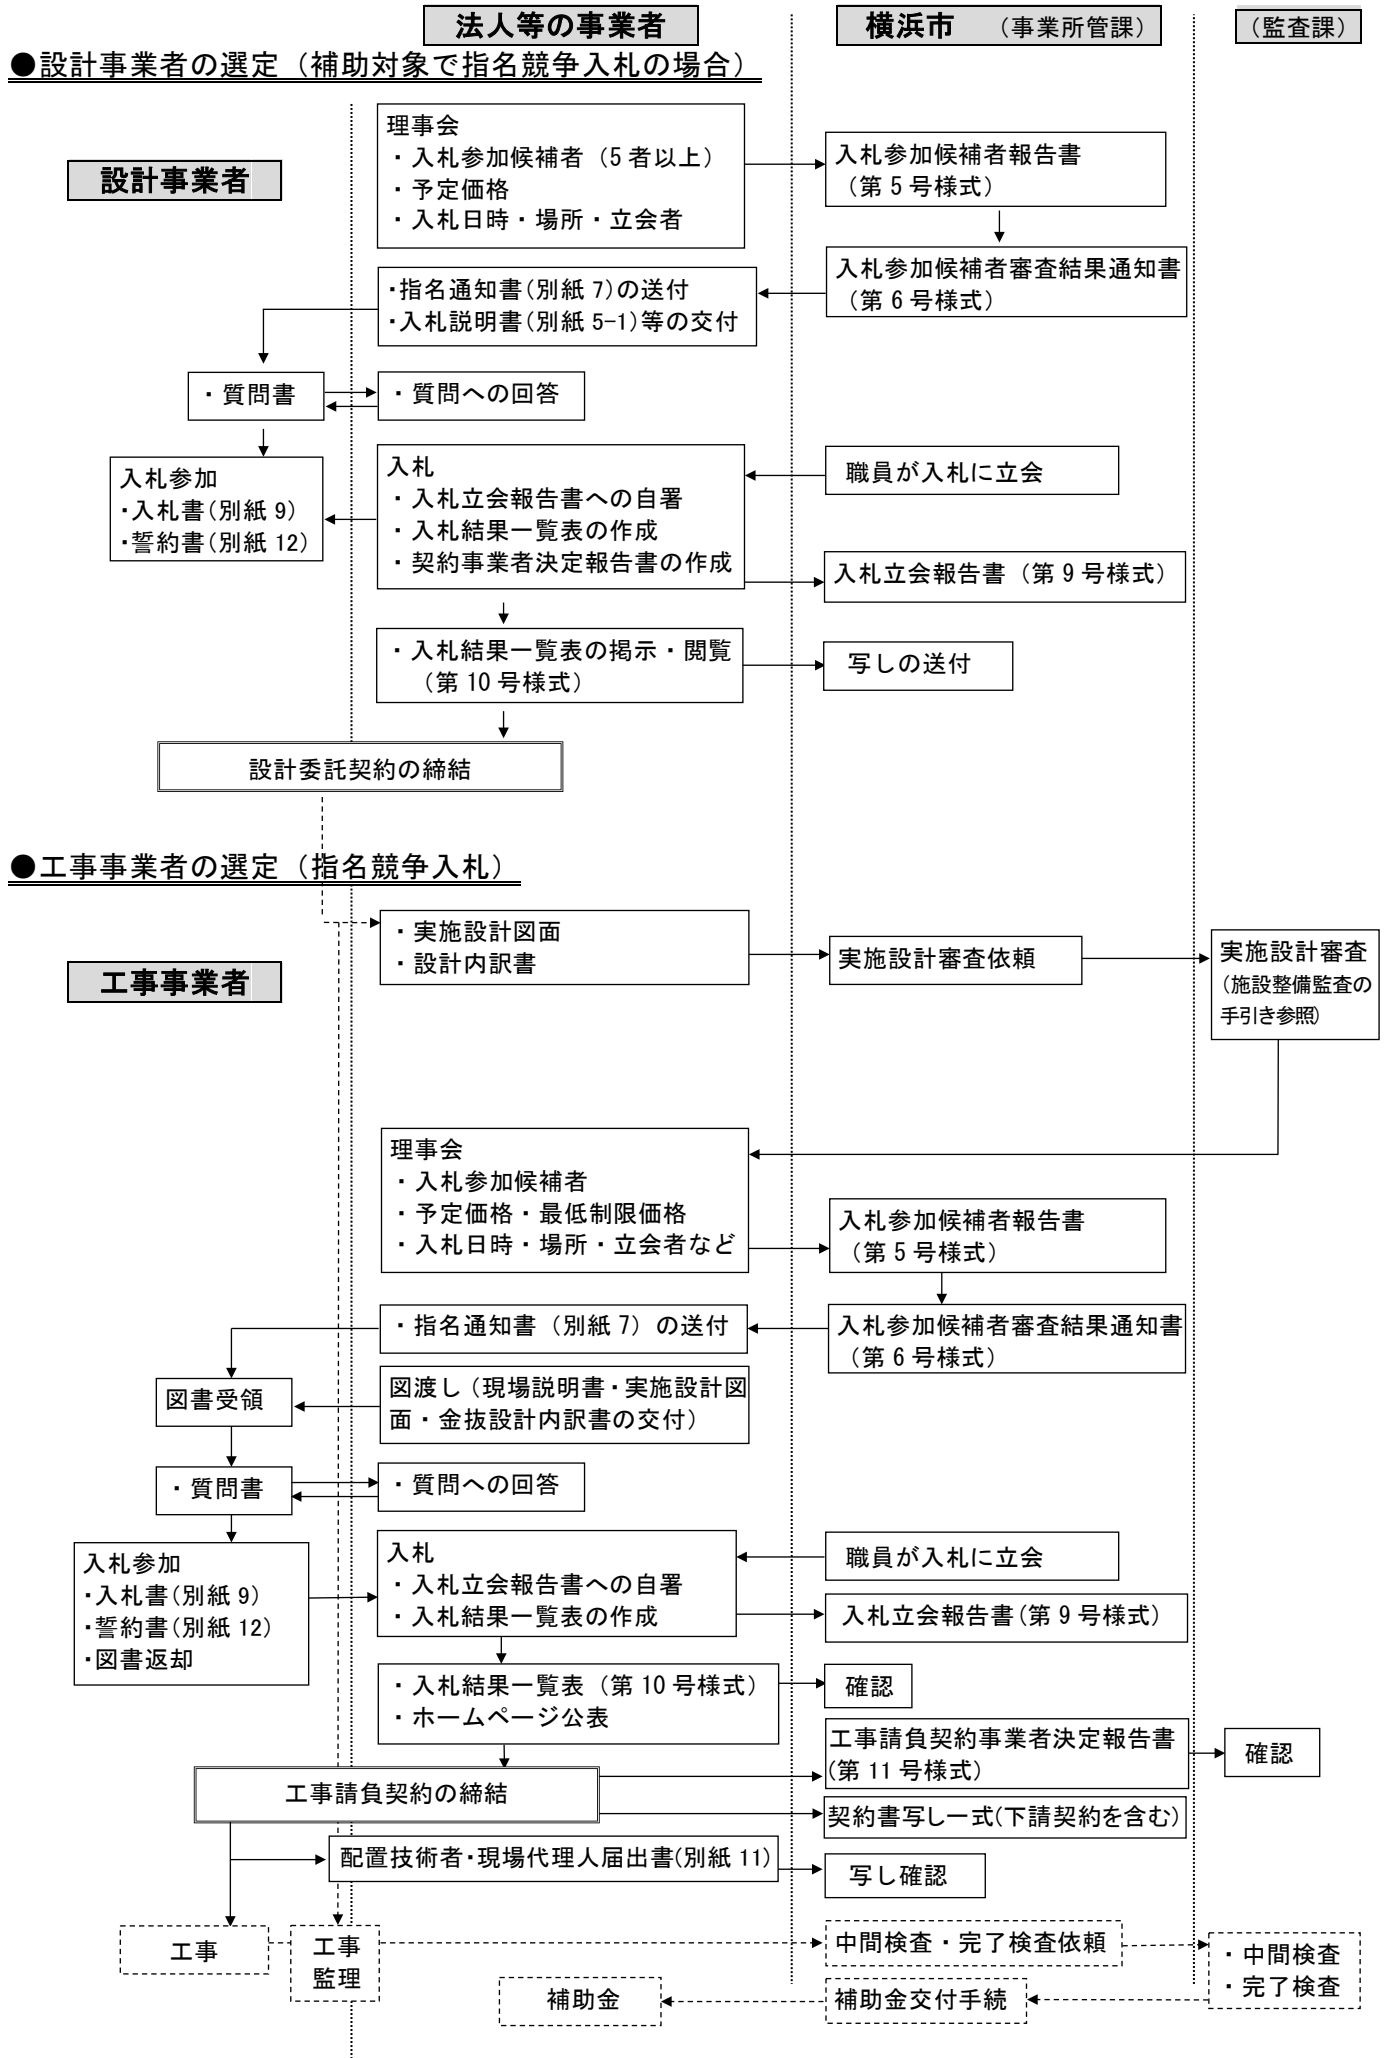 法人等の事業者
横浜市 （事業所管課）
（監査課）
●設計事業者の選定（補助対象で指名競争入札の場合）
設計事業者
理事会
・入札参加候補者（5者以上）
・予定価格
・入札日時・場所・立会者
入札参加候補者報告書
（第5号様式）
入札参加候補者審査結果通知書
（第6号様式）
・指名通知書(別紙7)の送付
・入札説明書(別紙5-1)等の交付
・質問書
・質問への回答
入札参加
・入札書(別紙9)
・誓約書(別紙12)
入札
・入札立会報告書への自署
・入札結果一覧表の作成
・契約事業者決定報告書の作成
職員が入札に立会
入札立会報告書（第9号様式）
・入札結果一覧表の掲示・閲覧
（第10号様式）
写しの送付
設計委託契約の締結
●工事事業者の選定（指名競争入札）
工事事業者
・実施設計図面
・設計内訳書
実施設計審査依頼
実施設計審査
（施設整備監査の
手引き参照）
理事会
・入札参加候補者
・予定価格・最低制限価格
・入札日時・場所・立会者など
入札参加候補者報告書
（第5号様式）
入札参加候補者審査結果通知書
（第6号様式）
・指名通知書（別紙7）の送付
図書受領
図渡し（現場説明書・実施設計図
面・金抜設計内訳書の交付）
・質問書
・質問への回答
入札参加
・入札書(別紙9)
・誓約書(別紙12)
・図書返却
入札
・入札立会報告書への自署
・入札結果一覧表の作成
職員が入札に立会
入札立会報告書(第9号様式)
・入札結果一覧表（第10号様式）
・ホームページ公表
確認
工事請負契約事業者決定報告書
(第11号様式)
確認
工事請負契約の締結
契約書写し一式(下請契約を含む)
配置技術者・現場代理人届出書(別紙11)
写し確認
工事
工事
監理
中間検査・完了検査依頼
・中間検査
・完了検査
補助金
補助金交付手続